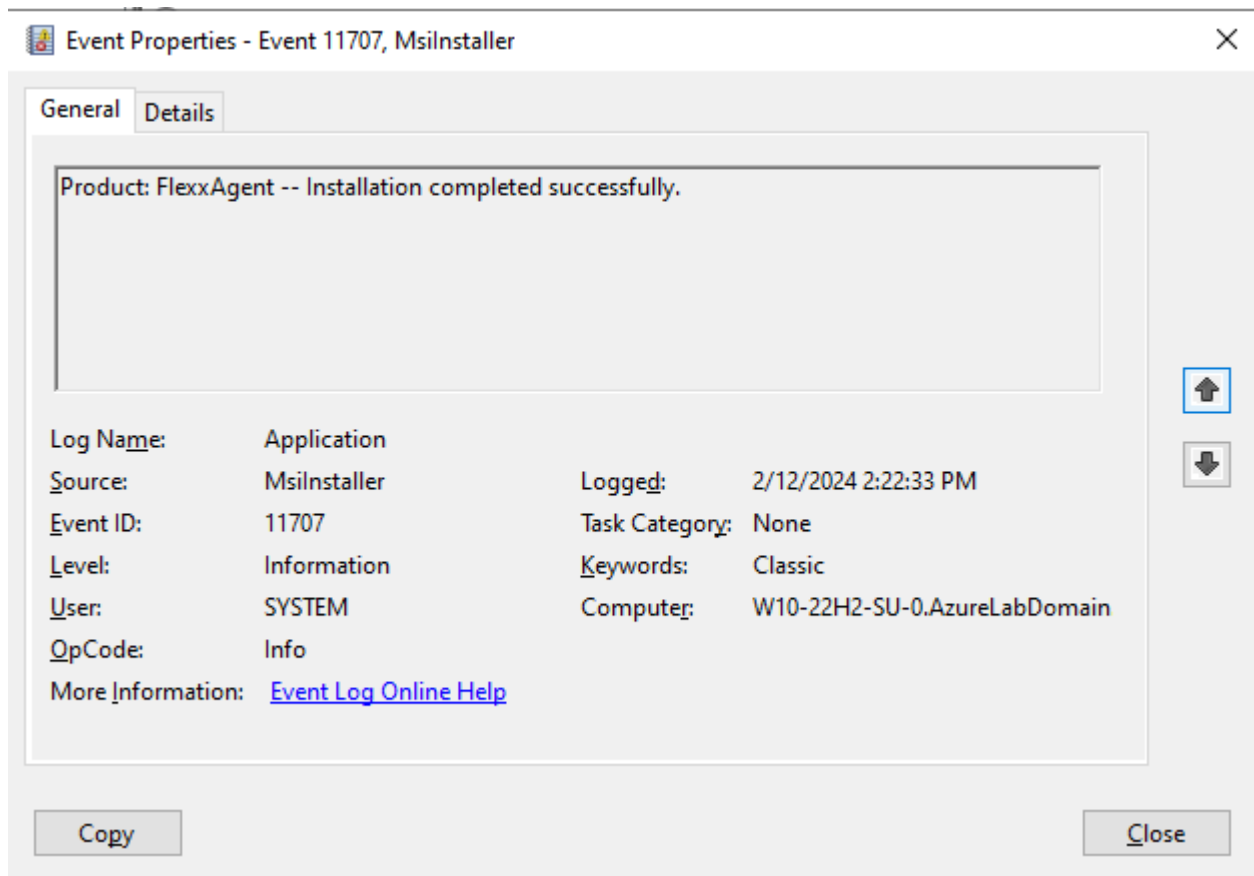 Event Properties - Event 11707, MsiInstaller
General
Details
Product: FlexxAgent -- Installation completed successfully.
Log Name: Application
Source: MsiInstaller Logged: 2/12/2024 2:22:33 PM
Event ID: 11707 Task Category: None
Level: Information Keywords: Classic
User: SYSTEM Computer: W10-22H2-SU-0.AzureLabDomain
OpCode: Info
More Information: Event Log Online Help
Copy
Close